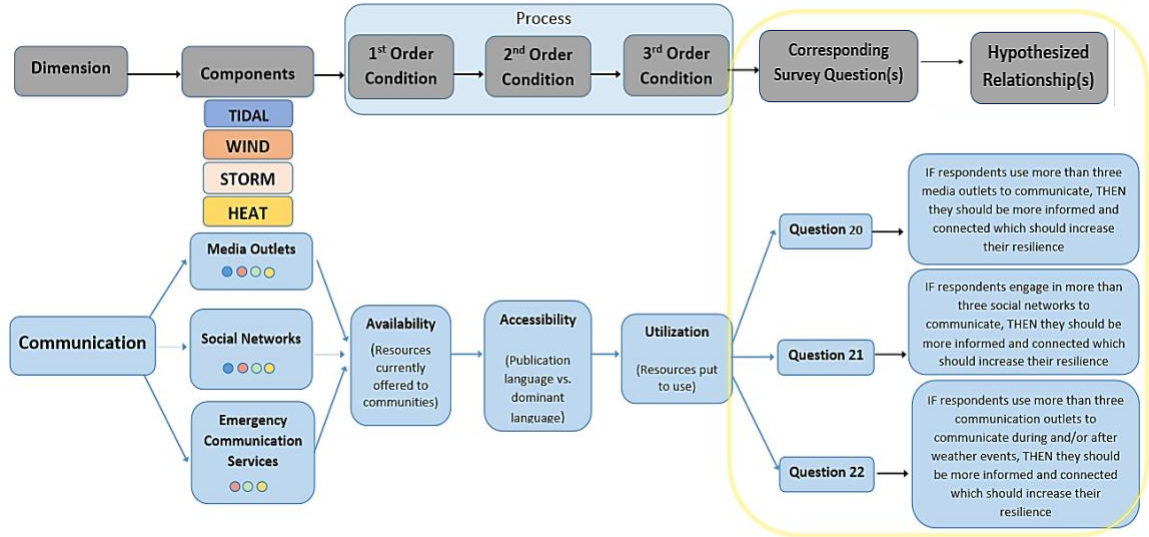 Process
Dimension
Components
1st Order
Condition
2nd Order
Condition
3rd Order
Condition
Corresponding
Survey Question(s)
Hypothesized
Relationship(s)
TIDAL
WIND
STORM
HEAT
Communication
Media Outlets
Social Networks
Emergency
Communication
Services
Availability
(Resources
currently
offered to
communities)
Accessibility
(Publication
language vs.
dominant
language)
Utilization
(Resources put
to use)
Question 20
IF respondents use more than three
media outlets to communicate, THEN
they should be more informed and
connected which should increase
their resilience
Question 21
IF respondents engage in more than
three social networks to
communicate, THEN they should be
more informed and connected which
should increase their resilience
Question 22
IF respondents use more than three
communication outlets to
communicate during and/or after
weather events, THEN they should
be more informed and connected
which should increase their
resilience